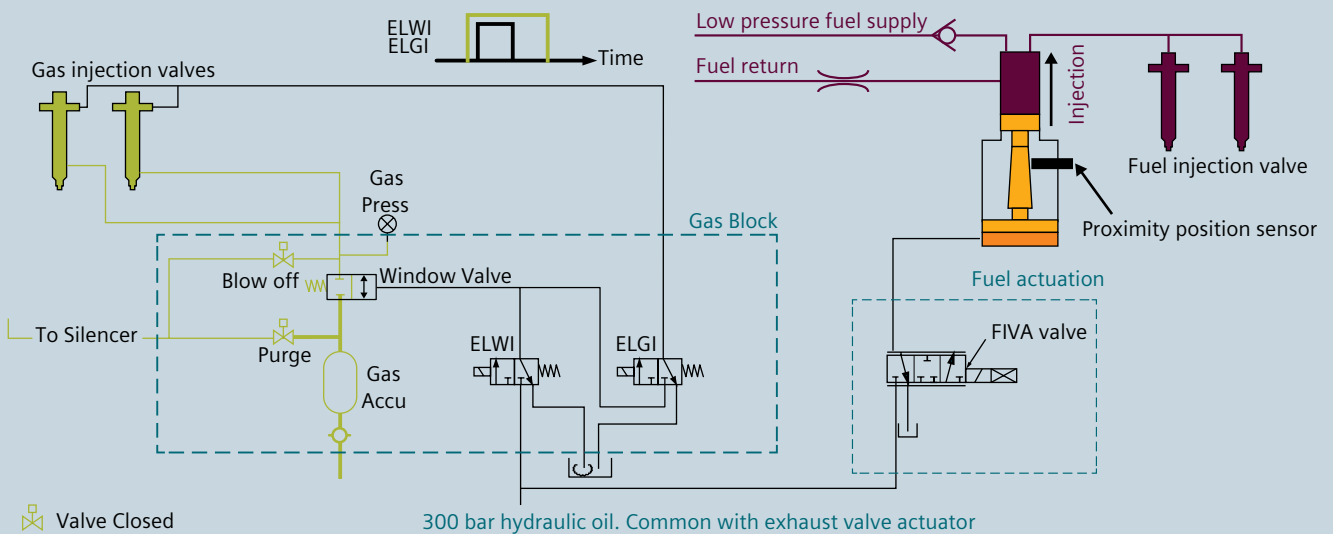 ELWI
ELGI
Time
Low pressure fuel supply
Fuel return
Injection
Gas injection valves
Fuel injection valve
Proximity position sensor
Gas
Press
Gas Block
Blow off
Window Valve
To Silencer
Purge
Gas
Accu
ELWI
ELGI
Fuel actuation
FIVA valve
Valve Closed
300 bar hydraulic oil. Common with exhaust valve actuator